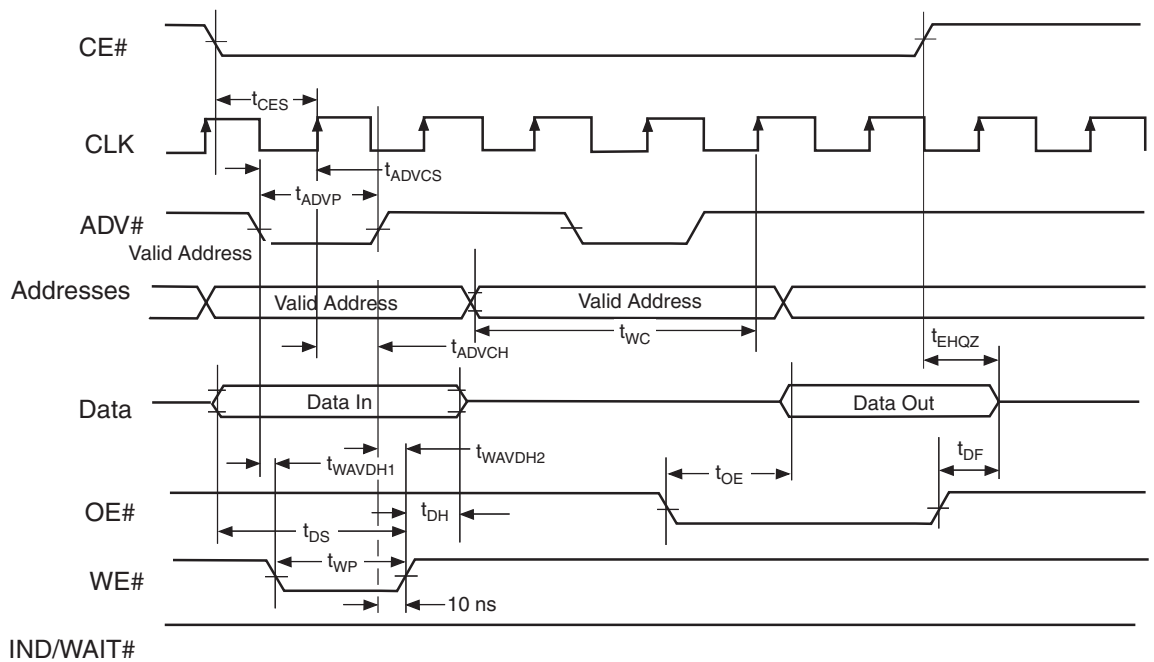 CE#
tCES
CLK
tADVCS
tADVP
ADV#
Valid Address
Addresses
Valid Address
Valid Address
tWC
tADVCH
tEHQZ
Data
Data In
Data Out
tWAVDH1
tWAVDH2
tOE
tDF
OE#
tDH
tDS
tWP
WE#
10 ns
IND/WAIT#